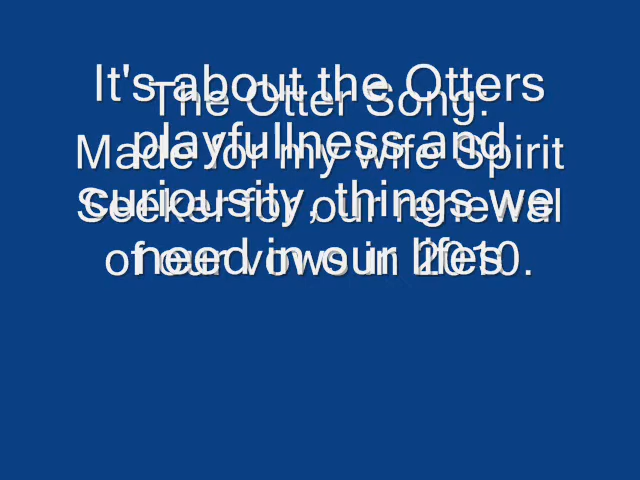 It's about the Otters
playfullness and
curiousity, things we
need in our lifes
The Otter Song:
Made for my wife Spirit
Seeker for our renewal
of our vows in 2010.